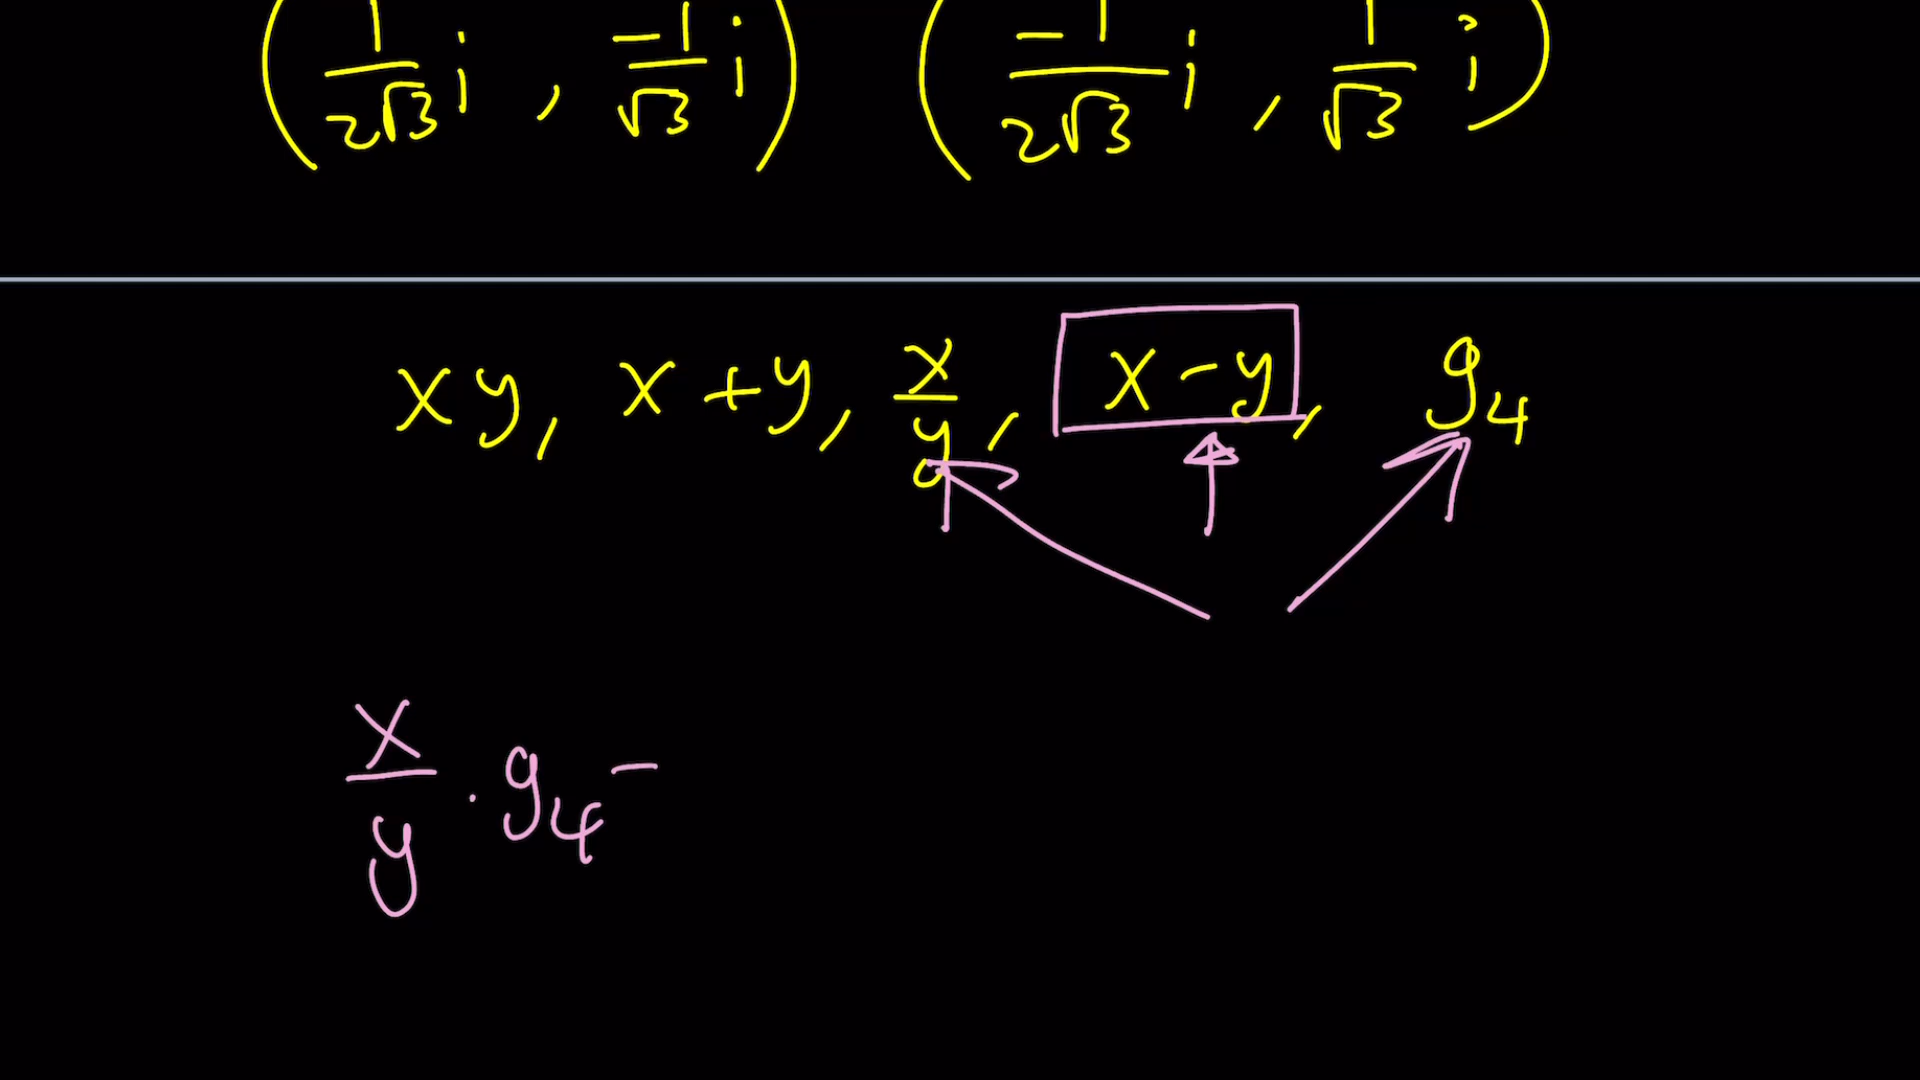 (1/2√3 i, -1/√3 i) (-1/2√3 i, 1/√3 i)
xy, x+y, x/y, x-y, g₄
x/y · g₄ -